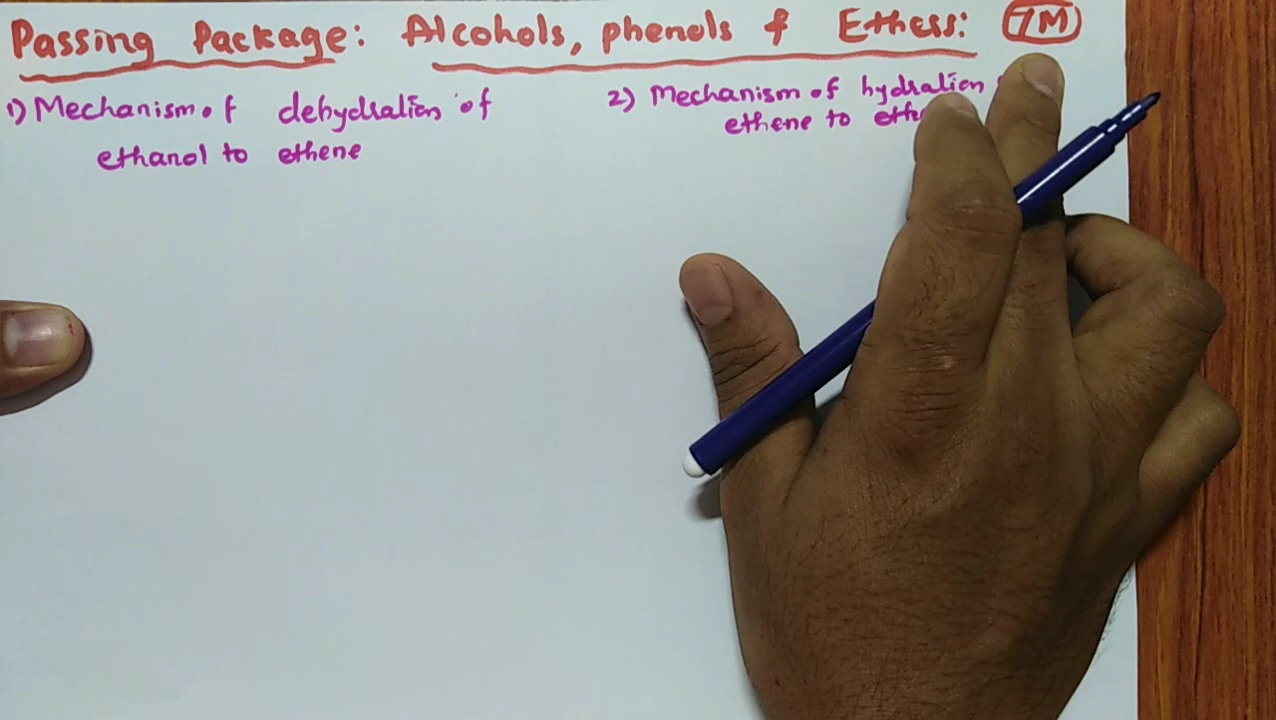 Passing Package: Alcohols, phenols & Ethers: 7M
1) Mechanism of dehydration of
ethanol to ethene
2) Mechanism of hydration
ethene to